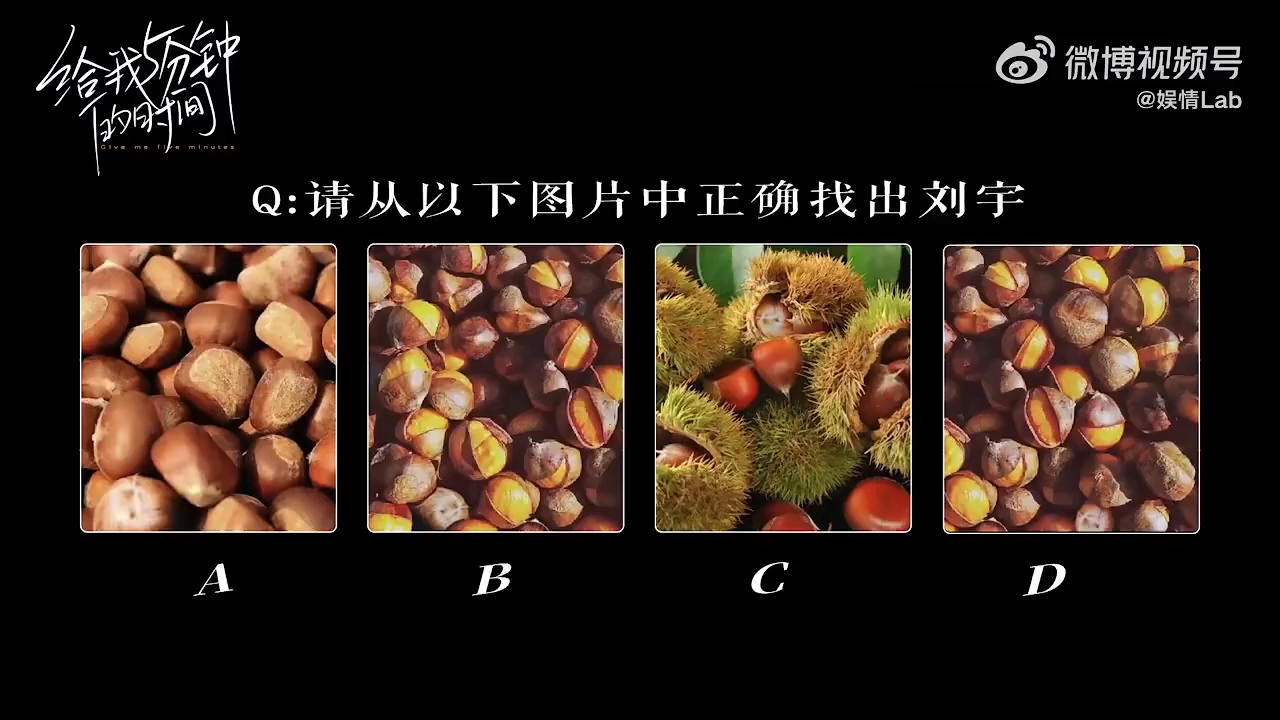 给我5分钟
的时间
Give me five minutes
微博视频号
@娱情Lab
Q:请从以下图片中正确找出刘宇
A
B
C
D